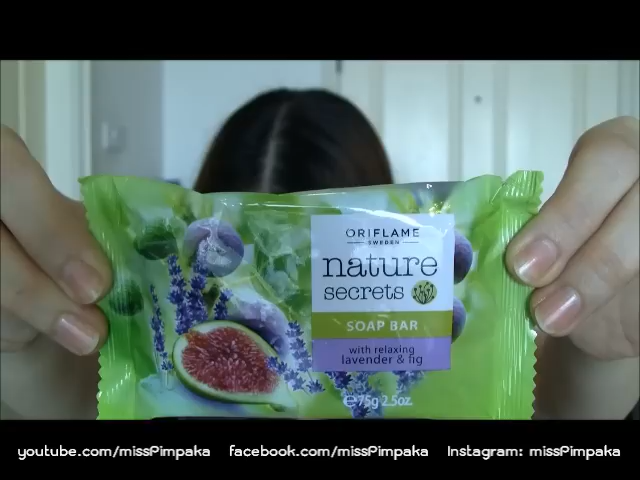 ORIFLAME
SWEDEN
nature
secrets
SOAP BAR
with relaxing
lavender & fig
℮75g 2.5oz.
youtube.com/missPimpaka facebook.com/missPimpaka Instagram: missPimpaka